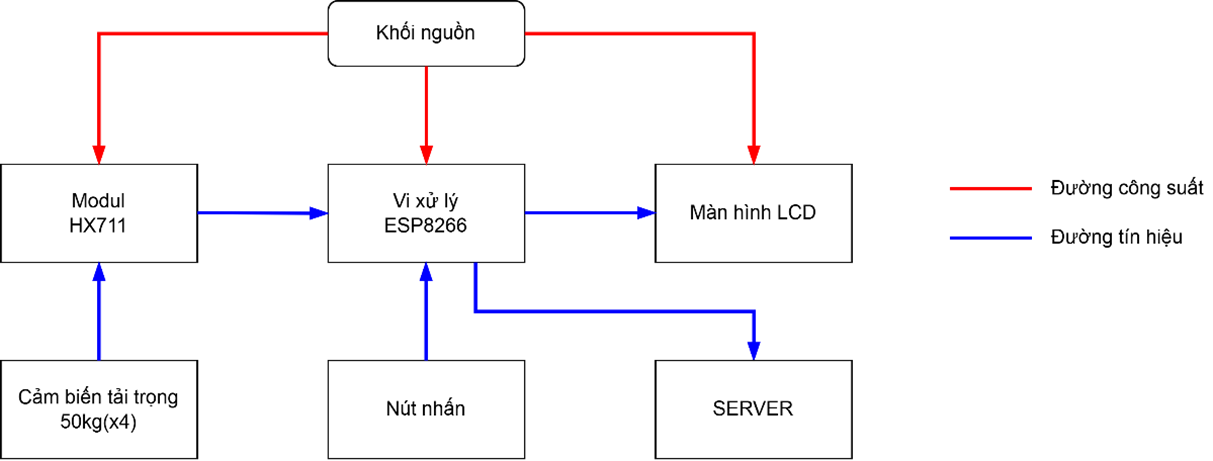 Khối nguồn
Modul
HX711
Vi xử lý
ESP8266
Màn hình LCD
Đường công suất
Đường tín hiệu
Cảm biến tải trọng
50kg(x4)
Nút nhấn
SERVER